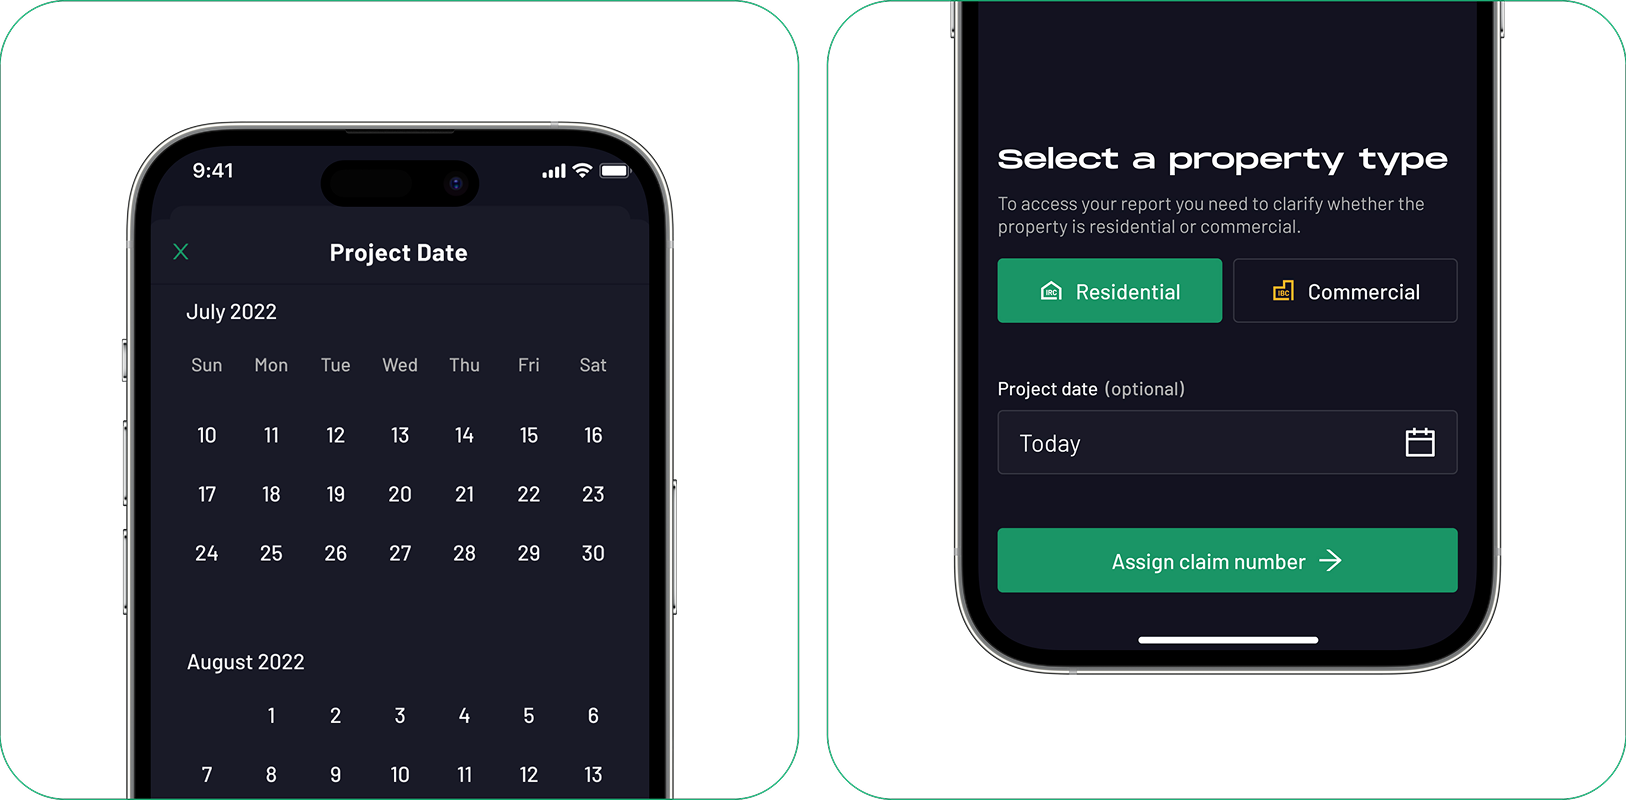 9:41
Project Date
July 2022
Sun Mon Tue Wed Thu Fri Sat
10 11 12 13 14 15 16
17 18 19 20 21 22 23
24 25 26 27 28 29 30
August 2022
1 2 3 4 5 6
7 8 9 10 11 12 13
Select a property type
To access your report you need to clarify whether the
property is residential or commercial.
IRC Residential
IBC Commercial
Project date (optional)
Today
Assign claim number